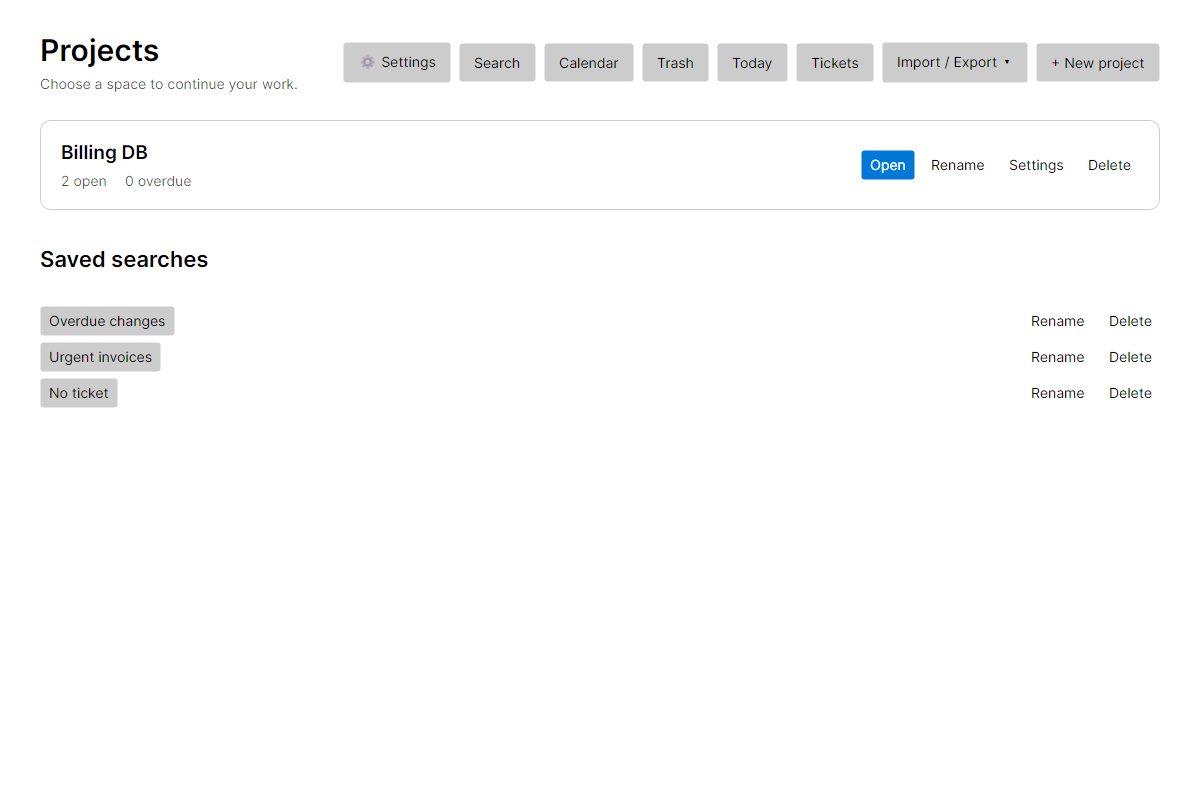 Projects
Choose a space to continue your work.
Settings Search Calendar Trash Today Tickets Import / Export ▾ + New project
Billing DB
2 open 0 overdue
Open Rename Settings Delete
Saved searches
Overdue changes Rename Delete
Urgent invoices Rename Delete
No ticket Rename Delete